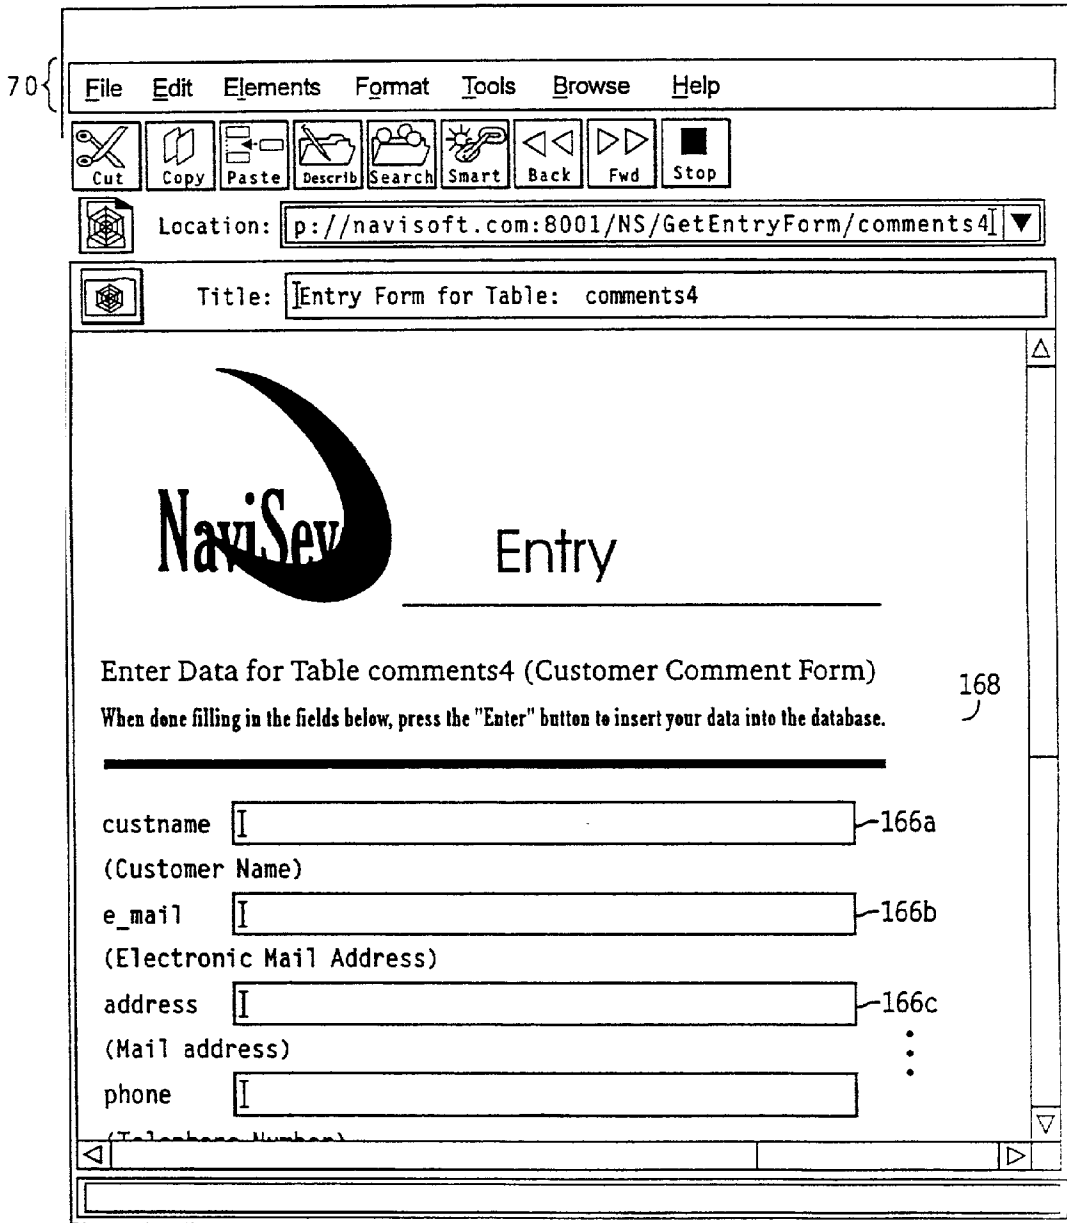 70
File Edit Elements Format Tools Browse Help
Cut Copy Paste Describ Search Smart Back Fwd Stop
Location: p://navisoft.com:8001/NS/GetEntryForm/comments4
Title: Entry Form for Table: comments4
NaviSev
Entry
Enter Data for Table comments4 (Customer Comment Form)
168
When done filling in the fields below, press the "Enter" button to insert your data into the database.
custname 166a
(Customer Name)
e_mail 166b
(Electronic Mail Address)
address 166c
(Mail address)
phone
(Telephone Number)